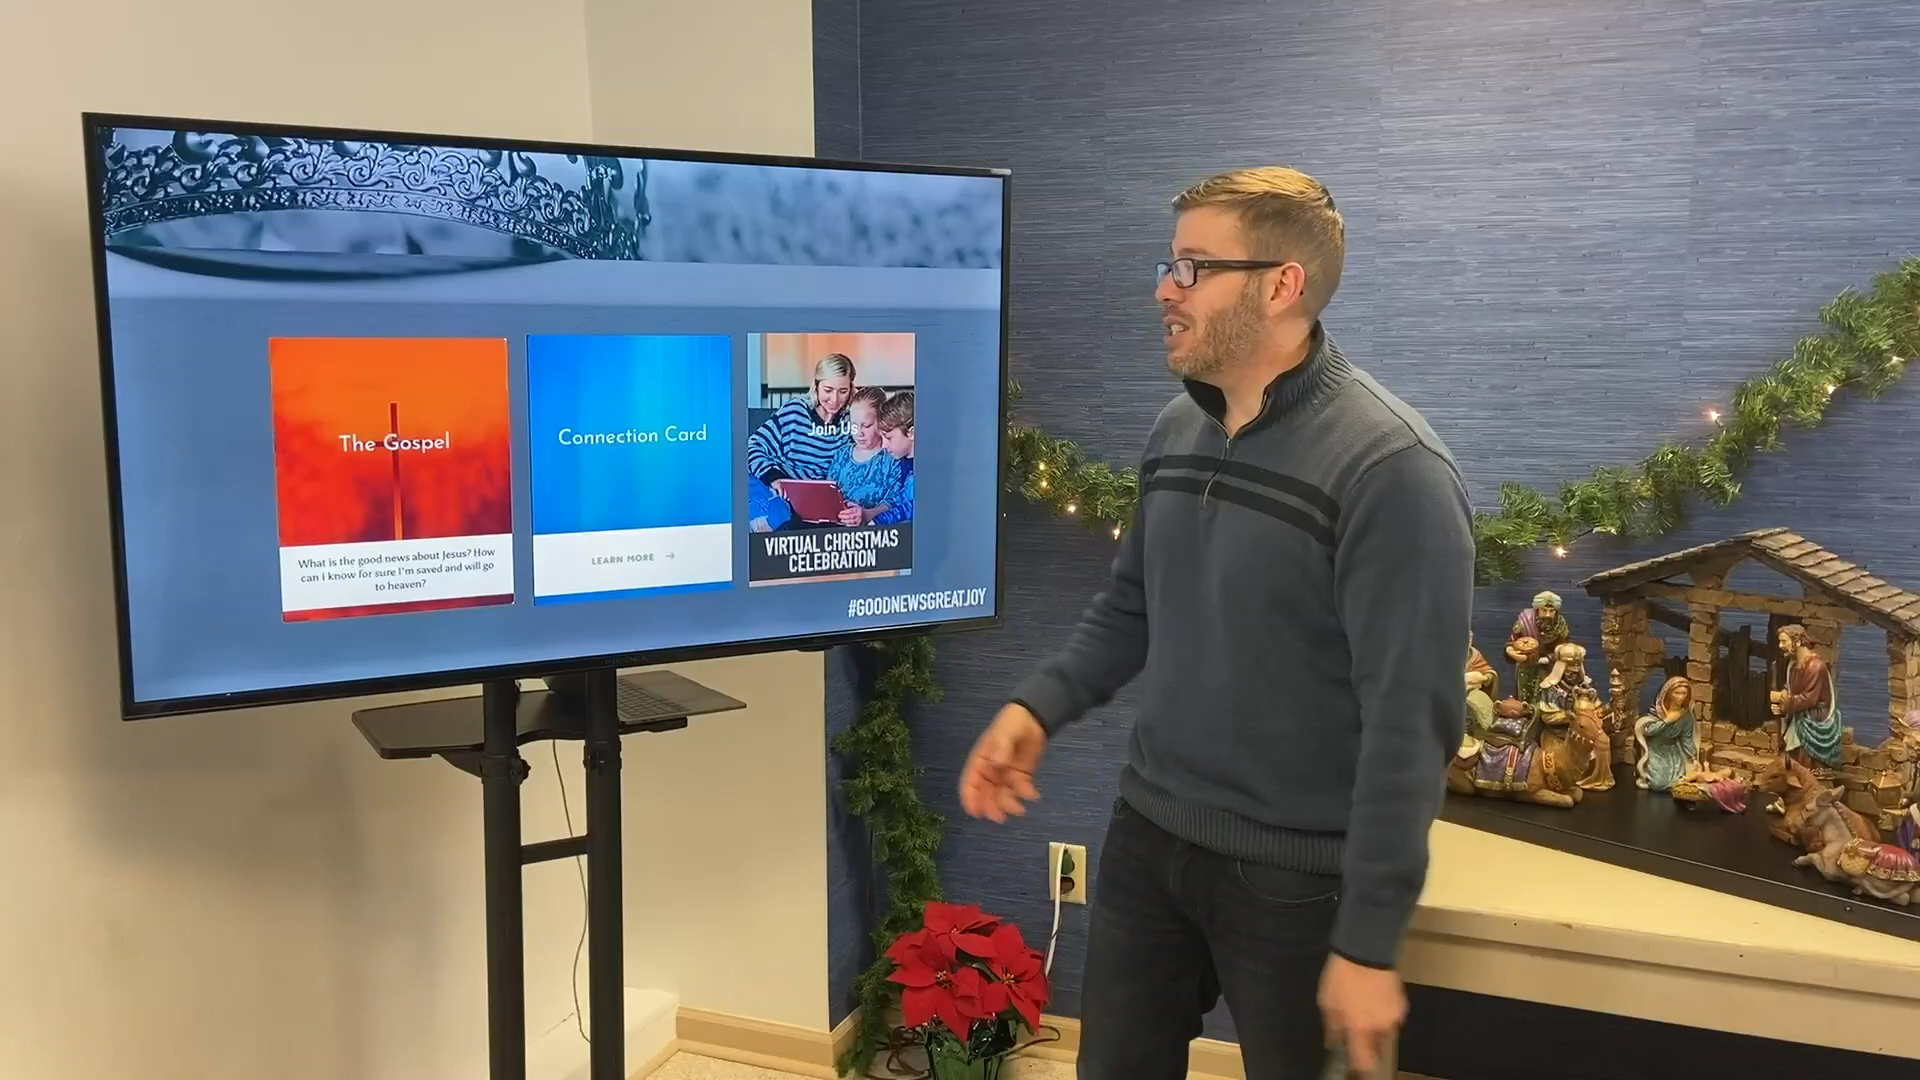 The Gospel
What is the good news about Jesus? How
can I know for sure I'm saved and will go
to heaven?
Connection Card
LEARN MORE →
Join Us
VIRTUAL CHRISTMAS
CELEBRATION
#GOODNEWSGREATJOY